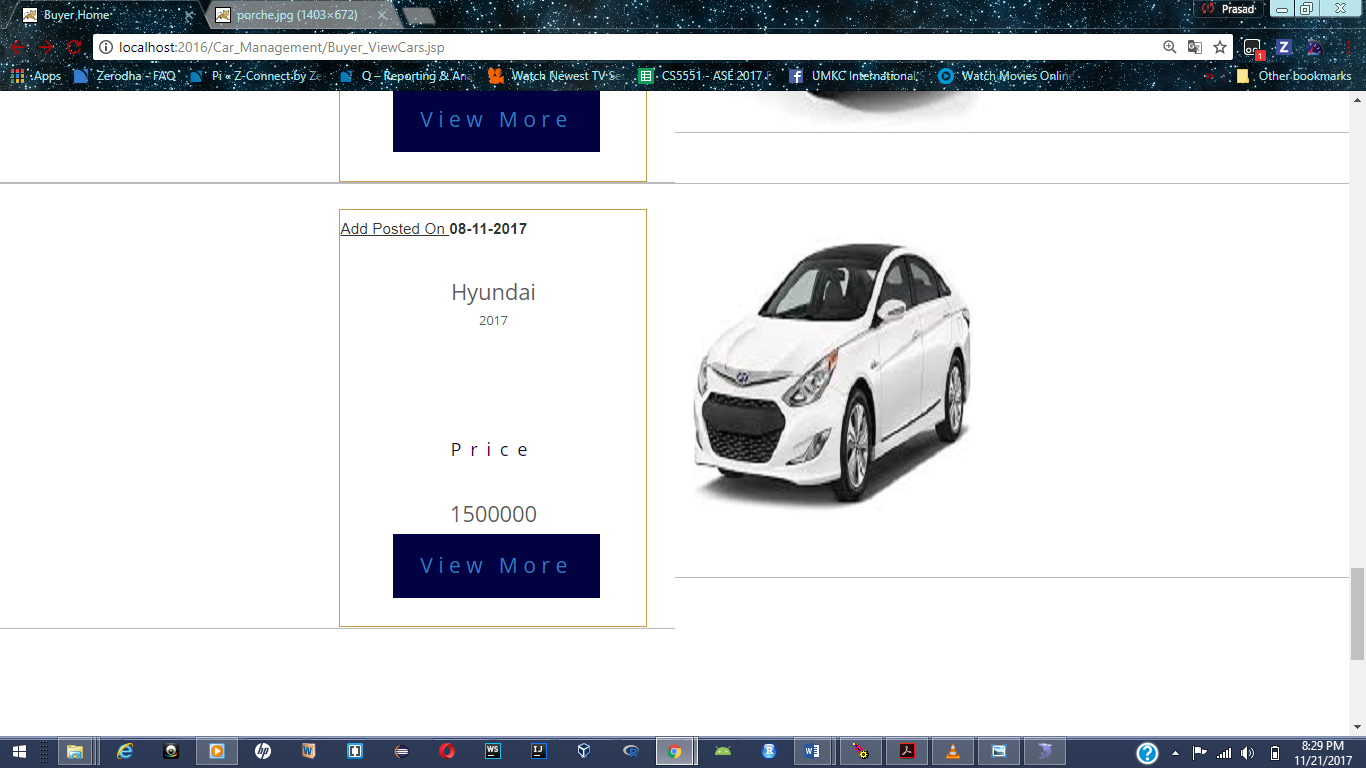 Buyer Home
porche.jpg (1403×672)
Prasad
localhost:2016/Car_Management/Buyer_ViewCars.jsp
Apps
Zerodha - FAQ
Pi « Z-Connect by Ze
Q – Reporting & An
Watch Newest TV Se
CS5551 - ASE 2017 F
UMKC International
Watch Movies Online
Other bookmarks
View More
Add Posted On 08-11-2017
Hyundai
2017
Price
1500000
View More
8:29 PM
11/21/2017